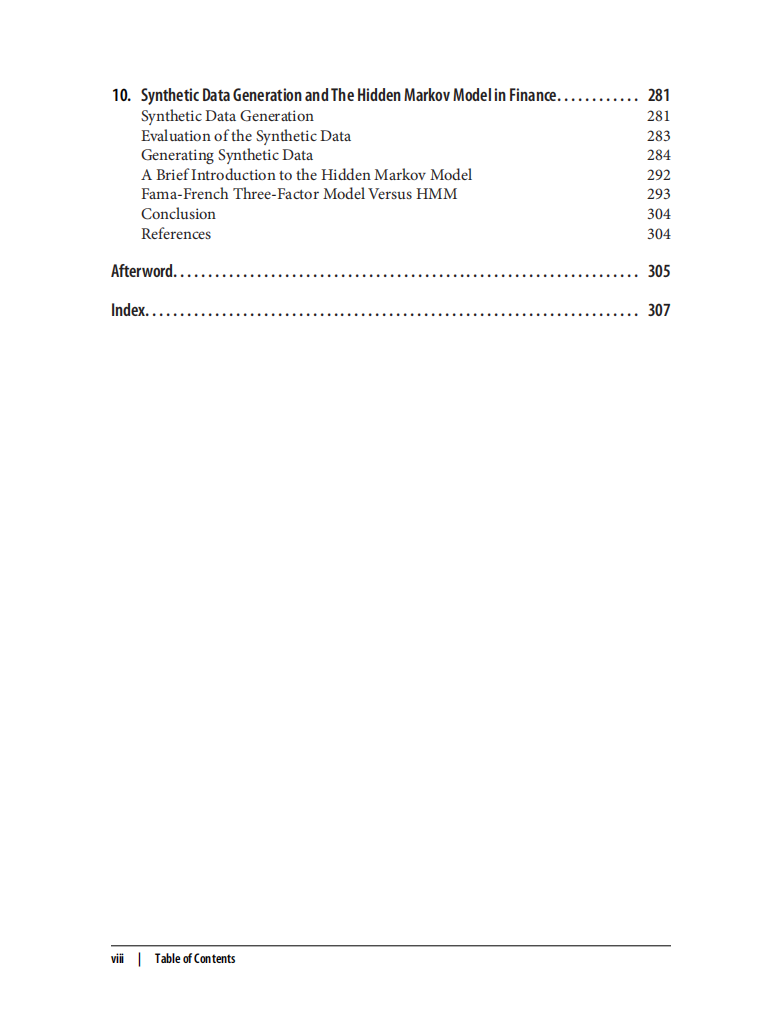 10. Synthetic Data Generation and The Hidden Markov Model in Finance. . . . . . . . . . . . 281
Synthetic Data Generation 281
Evaluation of the Synthetic Data 283
Generating Synthetic Data 284
A Brief Introduction to the Hidden Markov Model 292
Fama-French Three-Factor Model Versus HMM 293
Conclusion 304
References 304
Afterword. . . . . . . . . . . . . . . . . . . . . . . . . . . . . . . . . . . . . . . . . . . . . . . . . . . . . . . . . . . . . . . . . . . 305
Index. . . . . . . . . . . . . . . . . . . . . . . . . . . . . . . . . . . . . . . . . . . . . . . . . . . . . . . . . . . . . . . . . . . . . . . 307
viii | Table of Contents